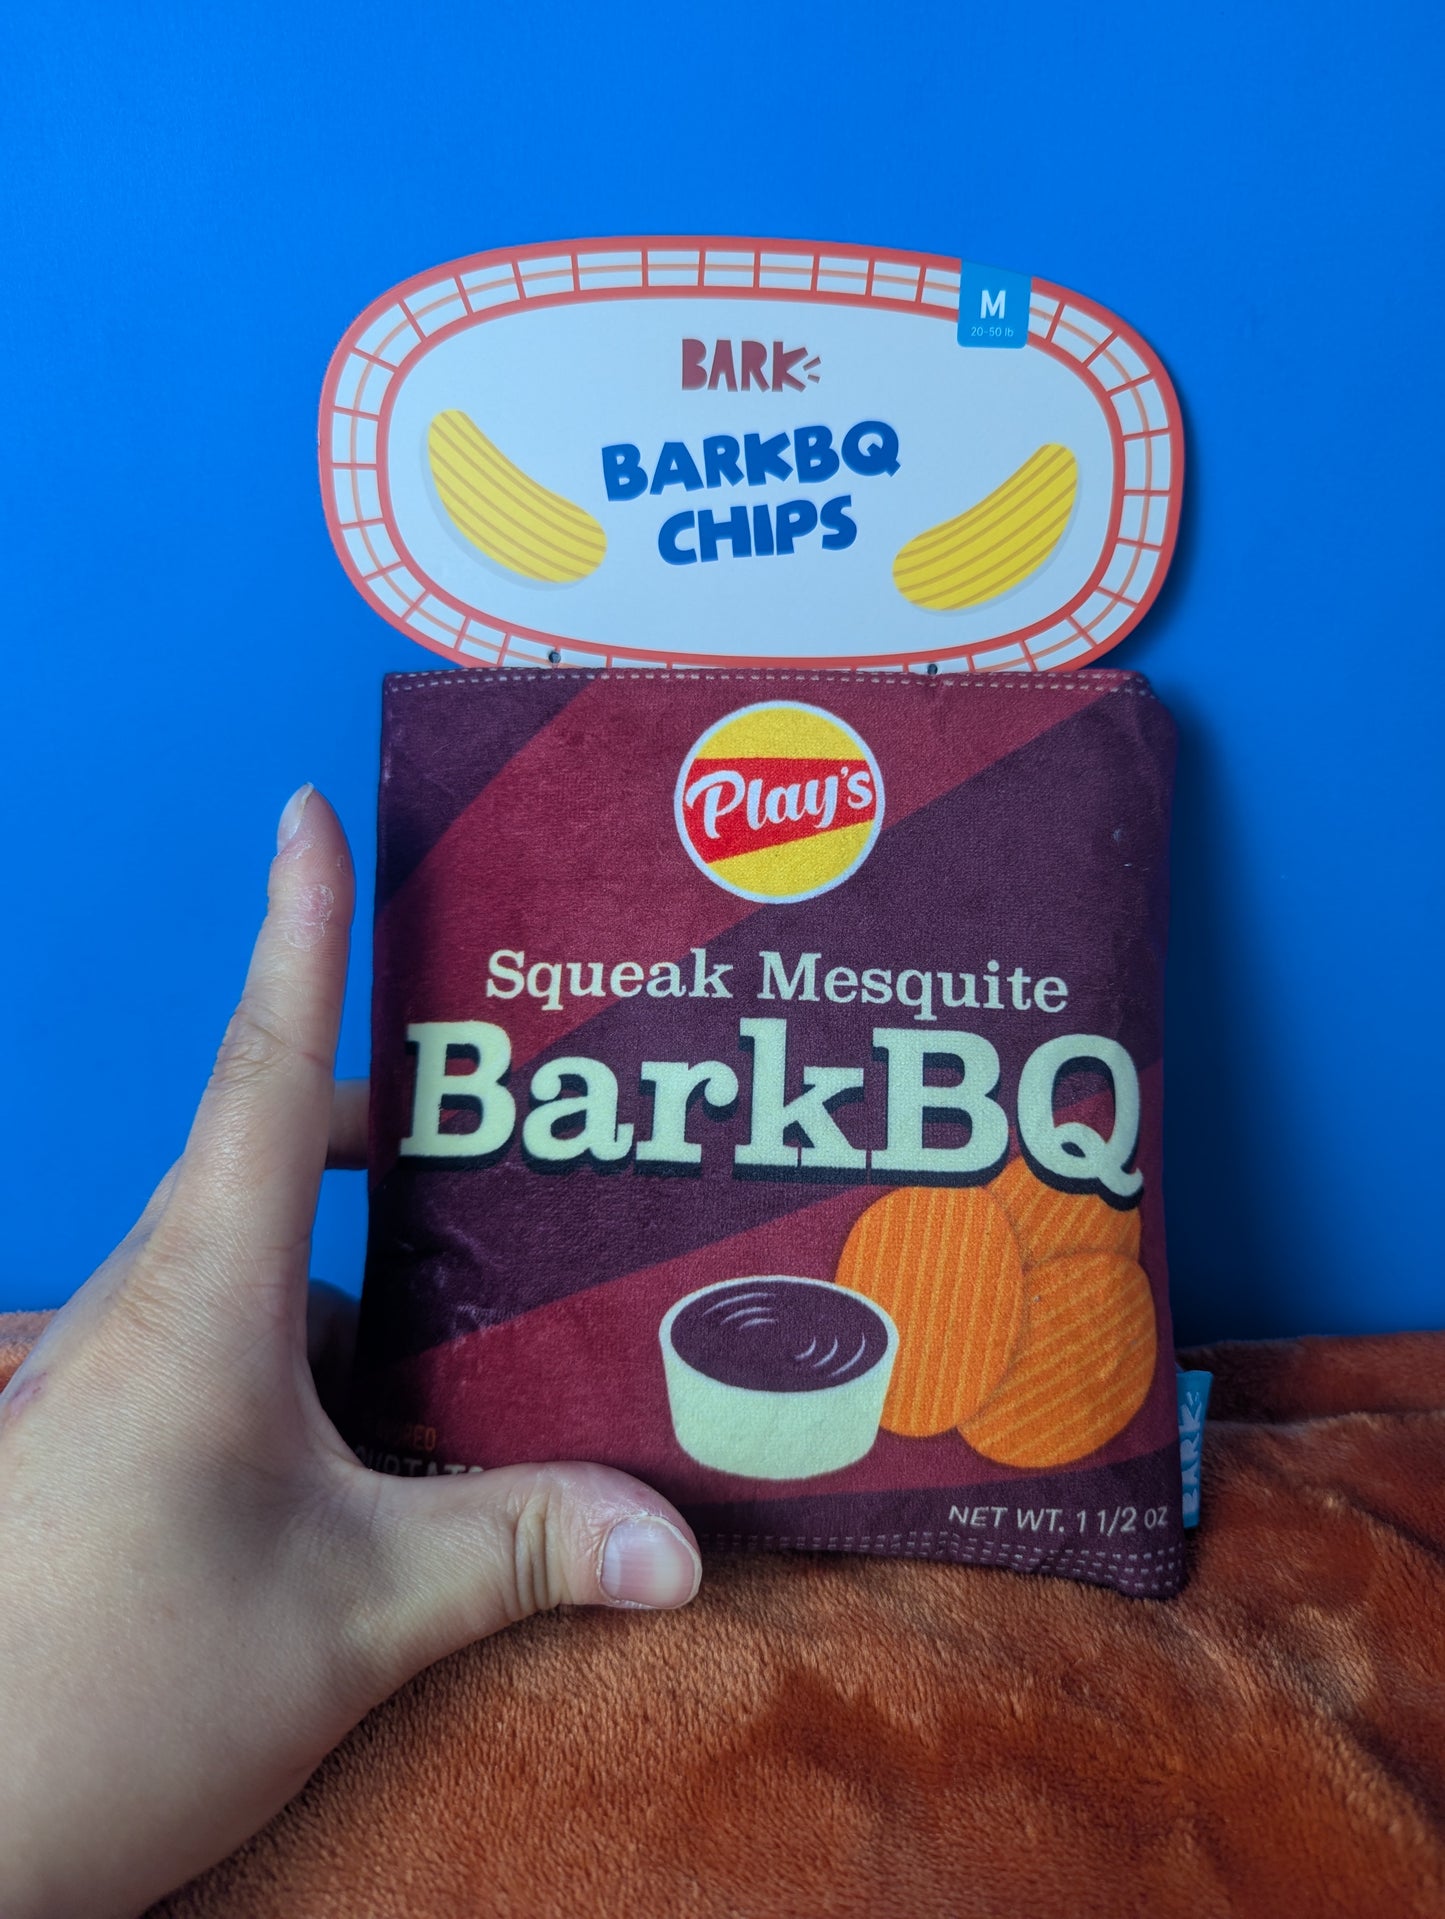 M
20-50 lb
BARK
BARKBQ
CHIPS
Play's
Squeak Mesquite
BarkBQ
NET WT. 1 1/2 OZ
BARK